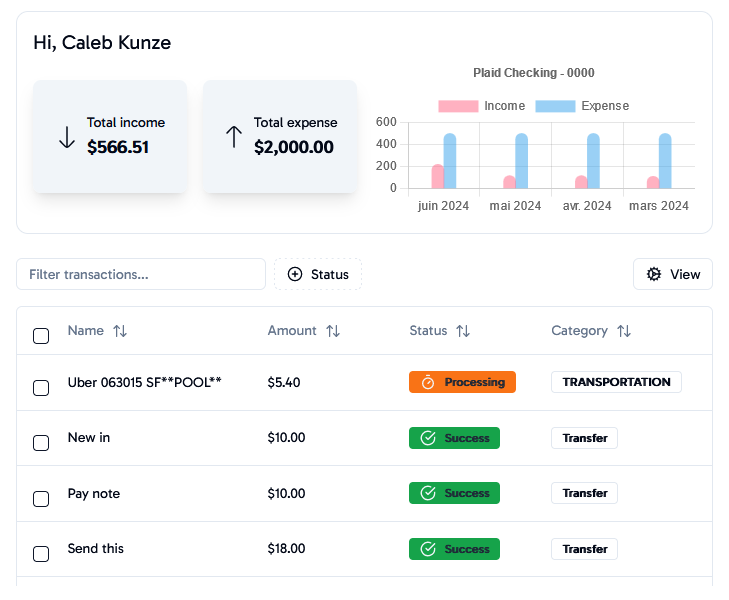 Hi, Caleb Kunze
Total income
$566.51
Total expense
$2,000.00
Plaid Checking - 0000
Income Expense
600
400
200
0
juin 2024 mai 2024 avr. 2024 mars 2024
Filter transactions...
Status
View
Name Amount Status Category
Uber 063015 SF**POOL** $5.40 Processing TRANSPORTATION
New in $10.00 Success Transfer
Pay note $10.00 Success Transfer
Send this $18.00 Success Transfer